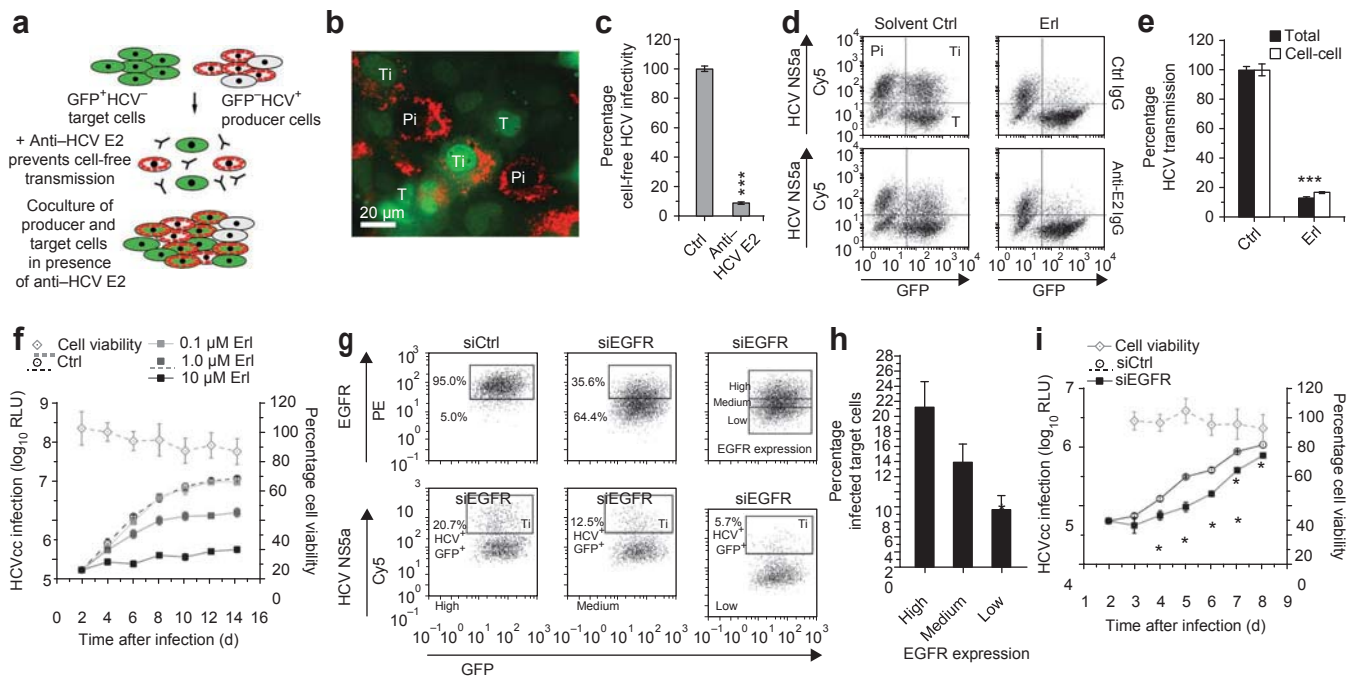 a
GFP+HCV–
target cells
GFP–HCV+
producer cells
+ Anti–HCV E2
prevents cell-free
transmission
Coculture of
producer and
target cells
in presence
of anti–HCV E2
b
Ti
Pi
T
Ti
Pi
T
20 µm
c
Percentage
cell-free HCV infectivity
120
100
80
60
40
20
0
***
Ctrl
Anti–
HCV E2
d
Solvent Ctrl
Erl
HCV NS5a
Cy5
Pi
Ti
T
Ctrl
IgG
HCV NS5a
Cy5
Anti-E2 IgG
GFP
GFP
e
Total
Cell-cell
Percentage
HCV transmission
120
100
80
60
40
20
0
***
Ctrl
Erl
f
Cell viability
Ctrl
0.1 µM Erl
1.0 µM Erl
10 µM Erl
HCVcc infection (log10 RLU)
9
8
7
6
5
120
100
80
60
40
20
0
Percentage cell viability
0 2 4 6 8 10 12 14 16
Time after infection (d)
g
siCtrl
siEGFR
siEGFR
EGFR
PE
95.0%
5.0%
35.6%
64.4%
High
Medium
Low
EGFR expression
siEGFR
siEGFR
siEGFR
HCV NS5a
Cy5
20.7%
HCV+
GFP+
Ti
High
12.5%
HCV+
GFP+
Ti
Medium
5.7%
HCV+
GFP+
Ti
Low
GFP
h
Percentage
infected target cells
28
26
24
22
20
18
16
14
12
10
8
6
4
2
0
High
Medium
Low
EGFR expression
i
Cell viability
siCtrl
siEGFR
HCVcc infection (log10 RLU)
7
6
5
4
120
100
80
60
40
20
0
Percentage cell viability
* * * * *
1 2 3 4 5 6 7 8 9
Time after infection (d)